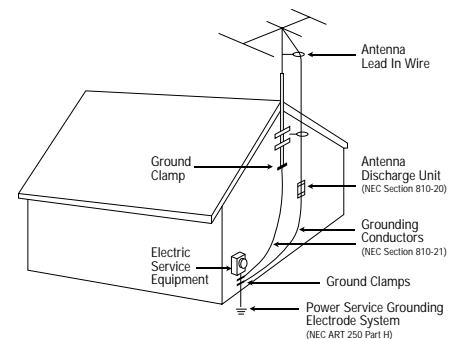 Antenna
Lead In Wire
Ground
Clamp
Antenna
Discharge Unit
(NEC Section 810-20)
Grounding
Conductors
(NEC Section 810-21)
Electric
Service
Equipment
Ground Clamps
Power Service Grounding
Electrode System
(NEC ART 250 Part H)